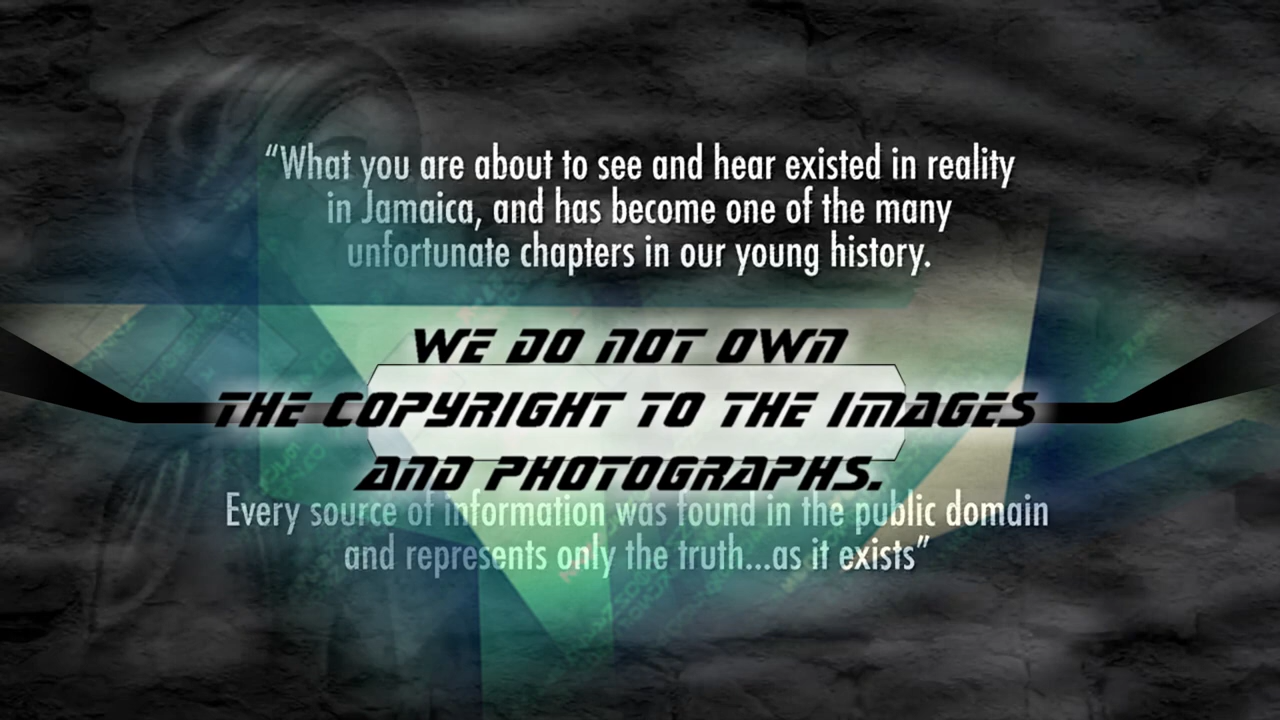 “What you are about to see and hear existed in reality
in Jamaica, and has become one of the many
unfortunate chapters in our young history.
WE DO NOT OWN
THE COPYRIGHT TO THE IMAGES
AND PHOTOGRAPHS.
Every source of information was found in the public domain
and represents only the truth...as it exists”